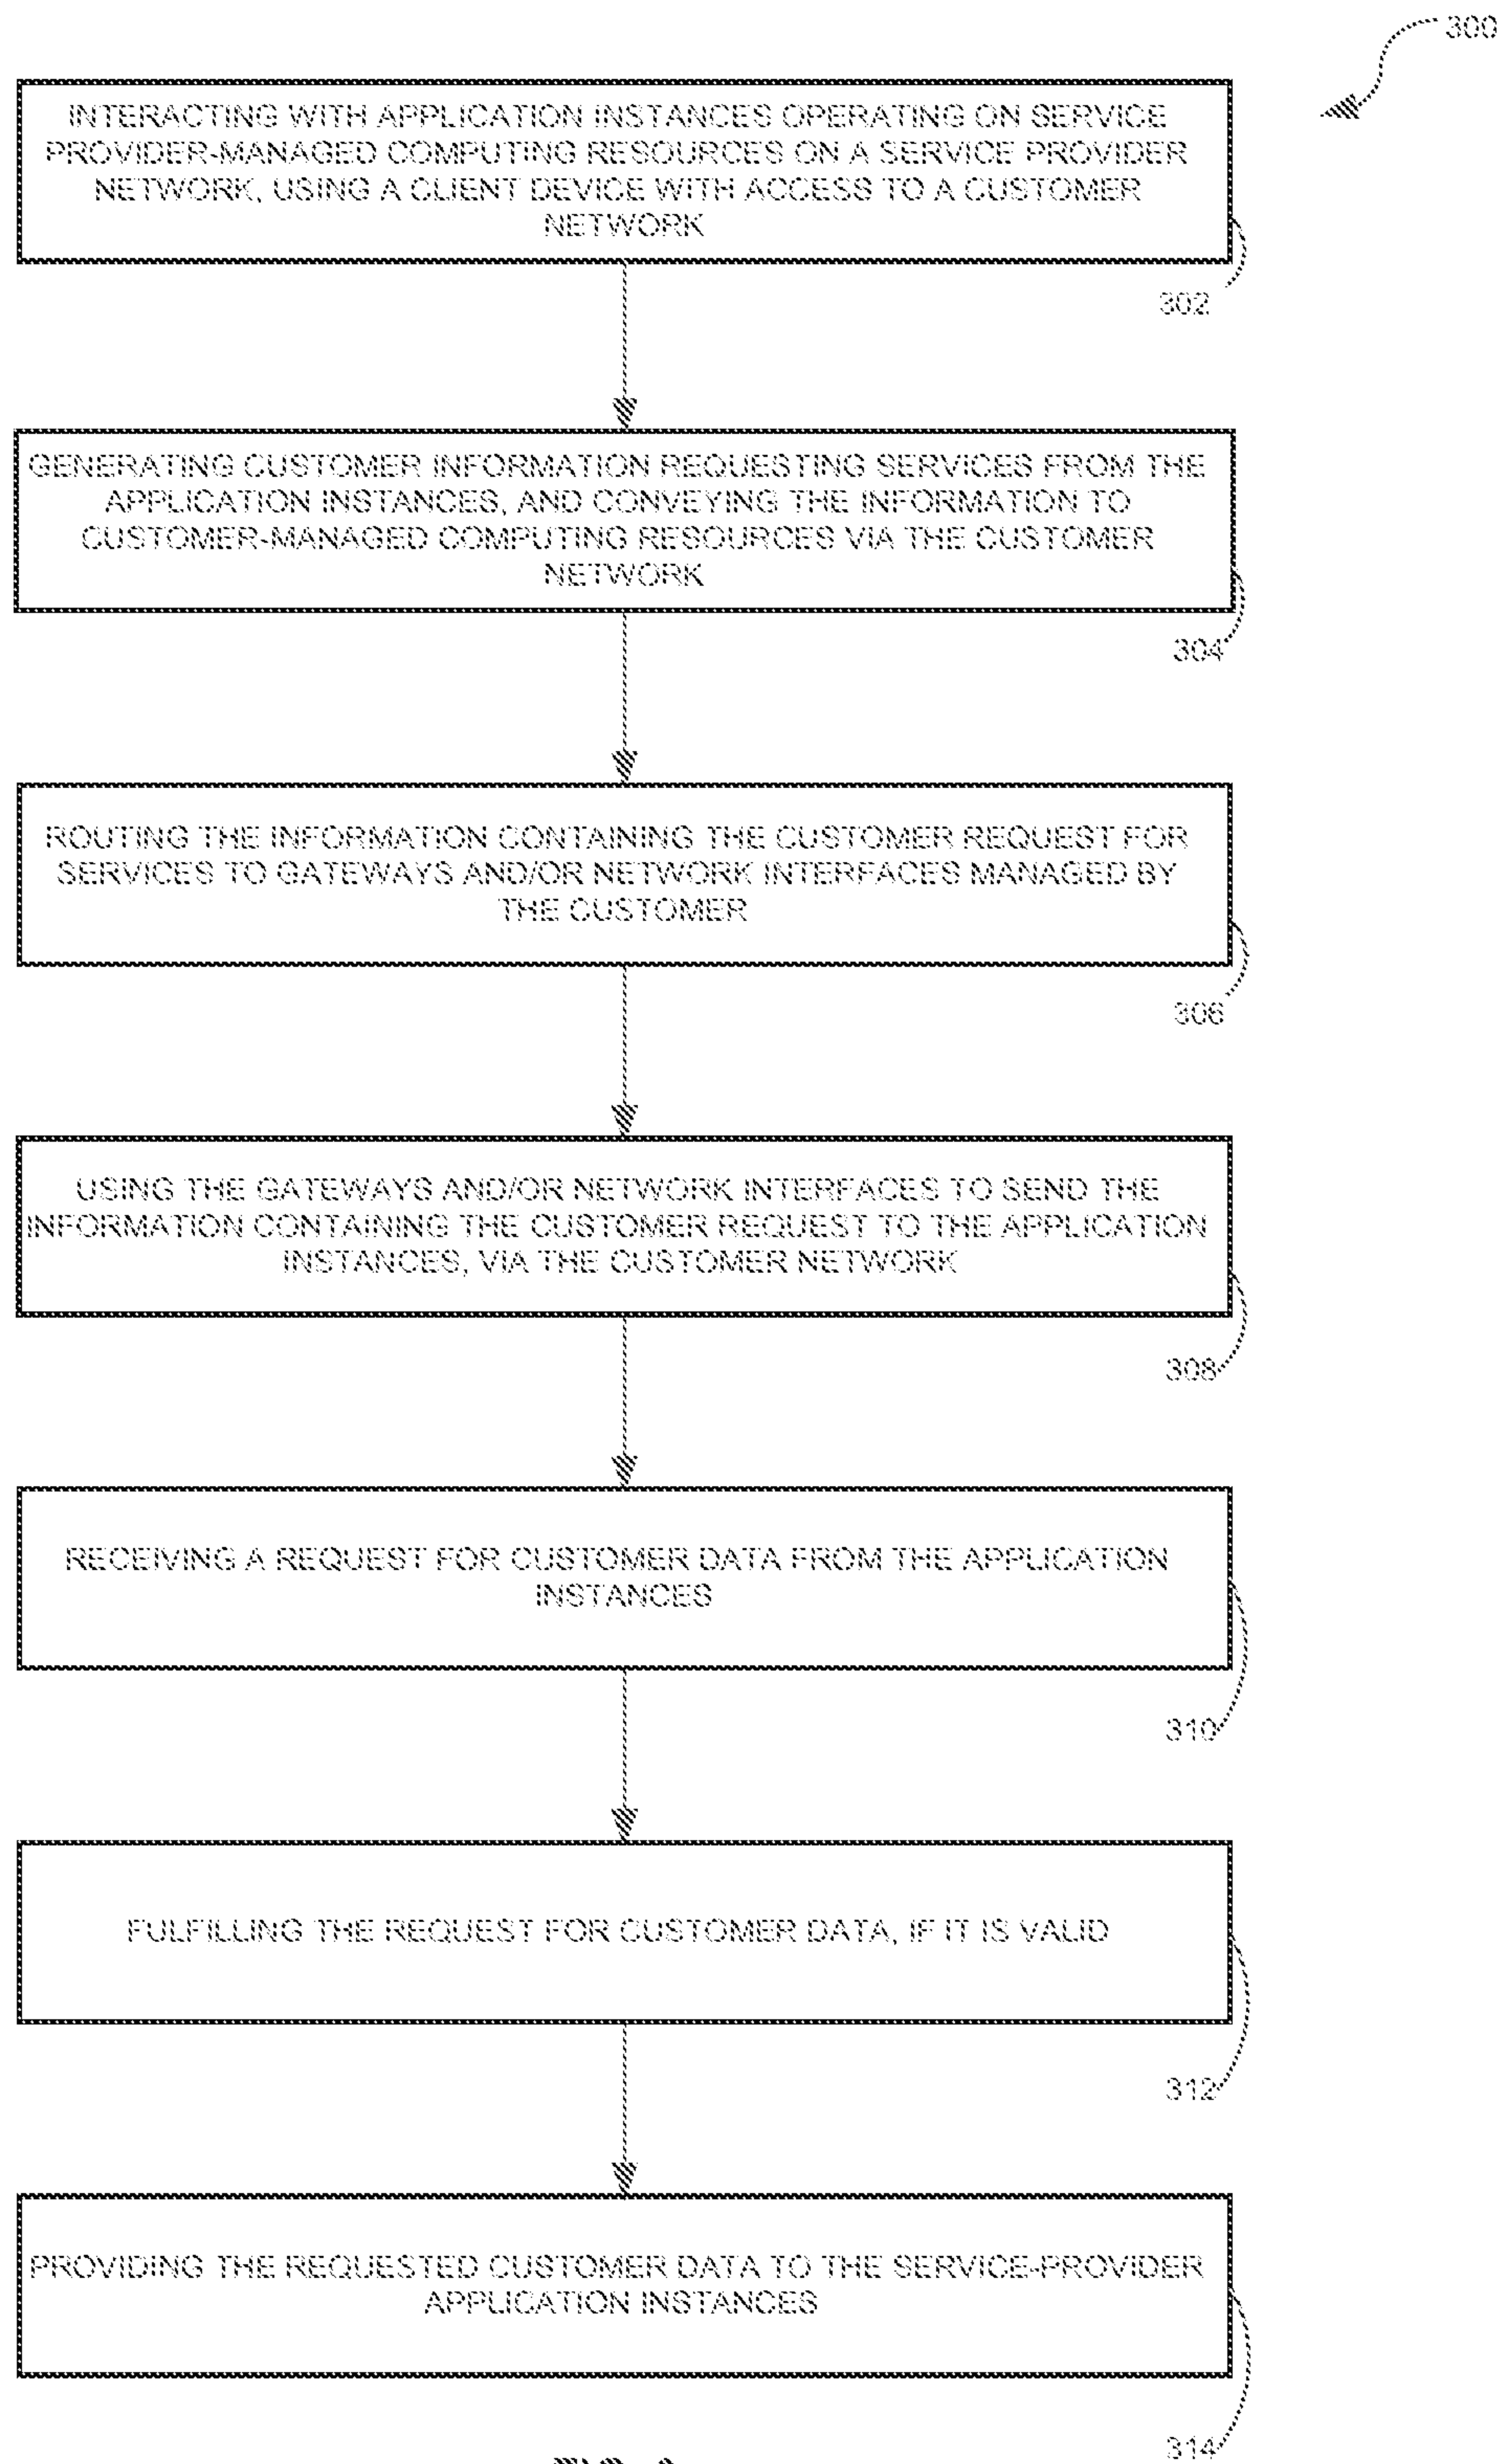 300
INTERACTING WITH APPLICATION INSTANCES OPERATING ON SERVICE
PROVIDER-MANAGED COMPUTING RESOURCES ON A SERVICE PROVIDER
NETWORK, USING A CLIENT DEVICE WITH ACCESS TO A CUSTOMER
NETWORK
302
GENERATING CUSTOMER INFORMATION REQUESTING SERVICES FROM THE
APPLICATION INSTANCES, AND CONVEYING THE INFORMATION TO
CUSTOMER-MANAGED COMPUTING RESOURCES VIA THE CUSTOMER
NETWORK
304
ROUTING THE INFORMATION CONTAINING THE CUSTOMER REQUEST FOR
SERVICES TO GATEWAYS AND/OR NETWORK INTERFACES MANAGED BY
THE CUSTOMER
306
USING THE GATEWAYS AND/OR NETWORK INTERFACES TO SEND THE
INFORMATION CONTAINING THE CUSTOMER REQUEST TO THE APPLICATION
INSTANCES, VIA THE CUSTOMER NETWORK
308
RECEIVING A REQUEST FOR CUSTOMER DATA FROM THE APPLICATION
INSTANCES
310
FULFILLING THE REQUEST FOR CUSTOMER DATA, IF IT IS VALID
312
PROVIDING THE REQUESTED CUSTOMER DATA TO THE SERVICE-PROVIDER
APPLICATION INSTANCES
314